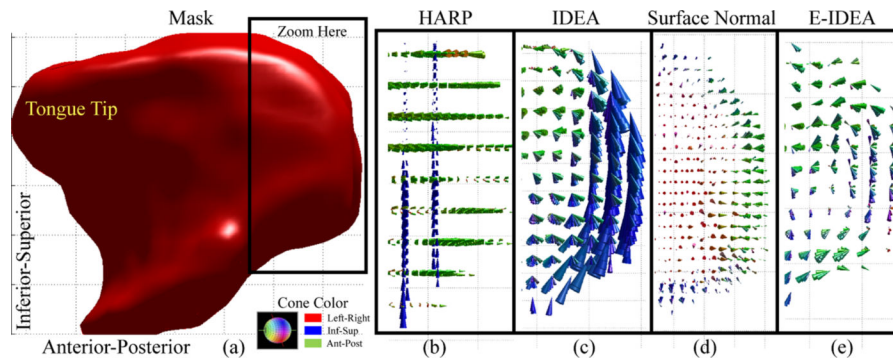 Mask
HARP
IDEA
Surface Normal
E-IDEA
Zoom Here
Tongue Tip
Inferior-Superior
Cone Color
Left-Right
Inf-Sup
Ant-Post
Anterior-Posterior
(a)
(b)
(c)
(d)
(e)